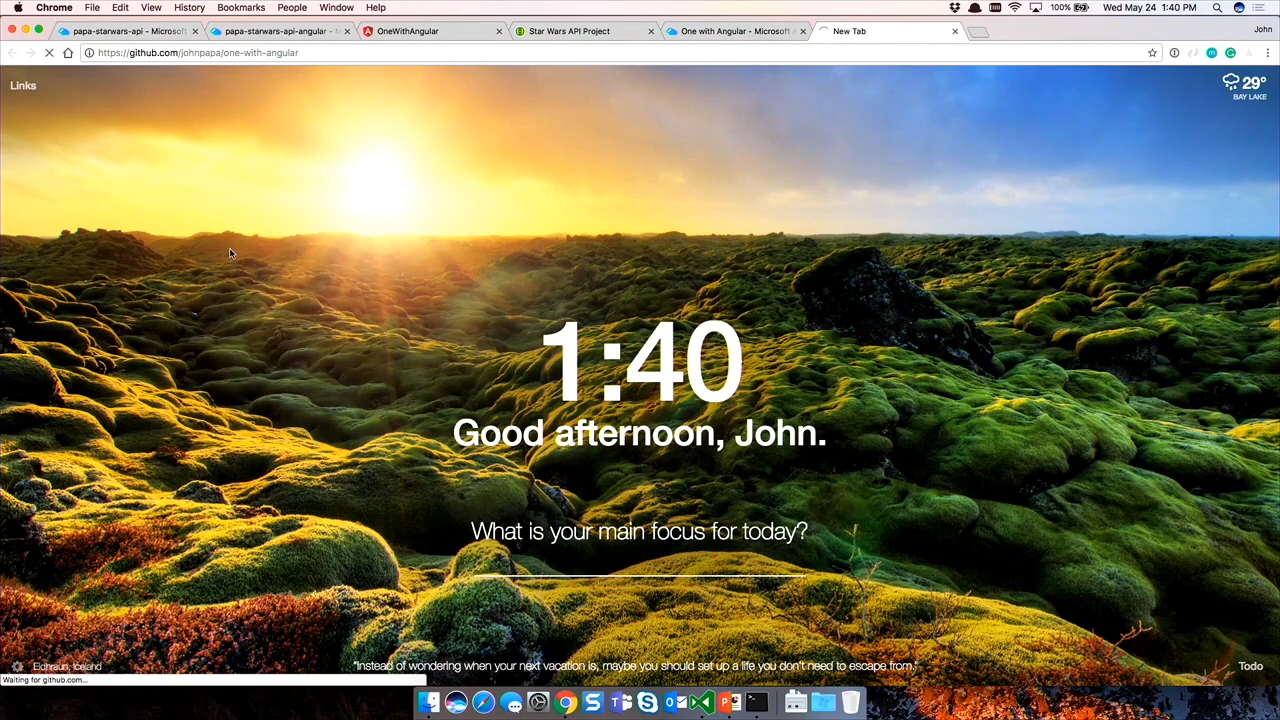 Chrome File Edit View History Bookmarks People Window Help 100% Wed May 24 1:40 PM
papa-starwars-api - Microsoft papa-starwars-api-angular - M OneWithAngular Star Wars API Project One with Angular - Microsoft A New Tab John
https://github.com/johnpapa/one-with-angular
Links
29°
BAY LAKE
1:40
Good afternoon, John.
What is your main focus for today?
Eldhraun, Iceland
"Instead of wondering when your next vacation is, maybe you should set up a life you don't need to escape from."
Todo
Waiting for github.com...